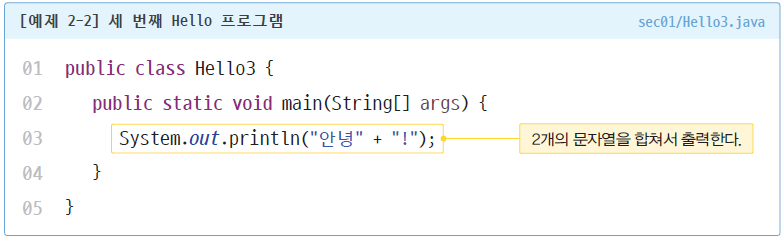 [예제 2-2] 세 번째 Hello 프로그램 sec01/Hello3.java
01 public class Hello3 {
02 public static void main(String[] args) {
03 System.out.println("안녕" + "!"); 2개의 문자열을 합쳐서 출력한다.
04 }
05 }